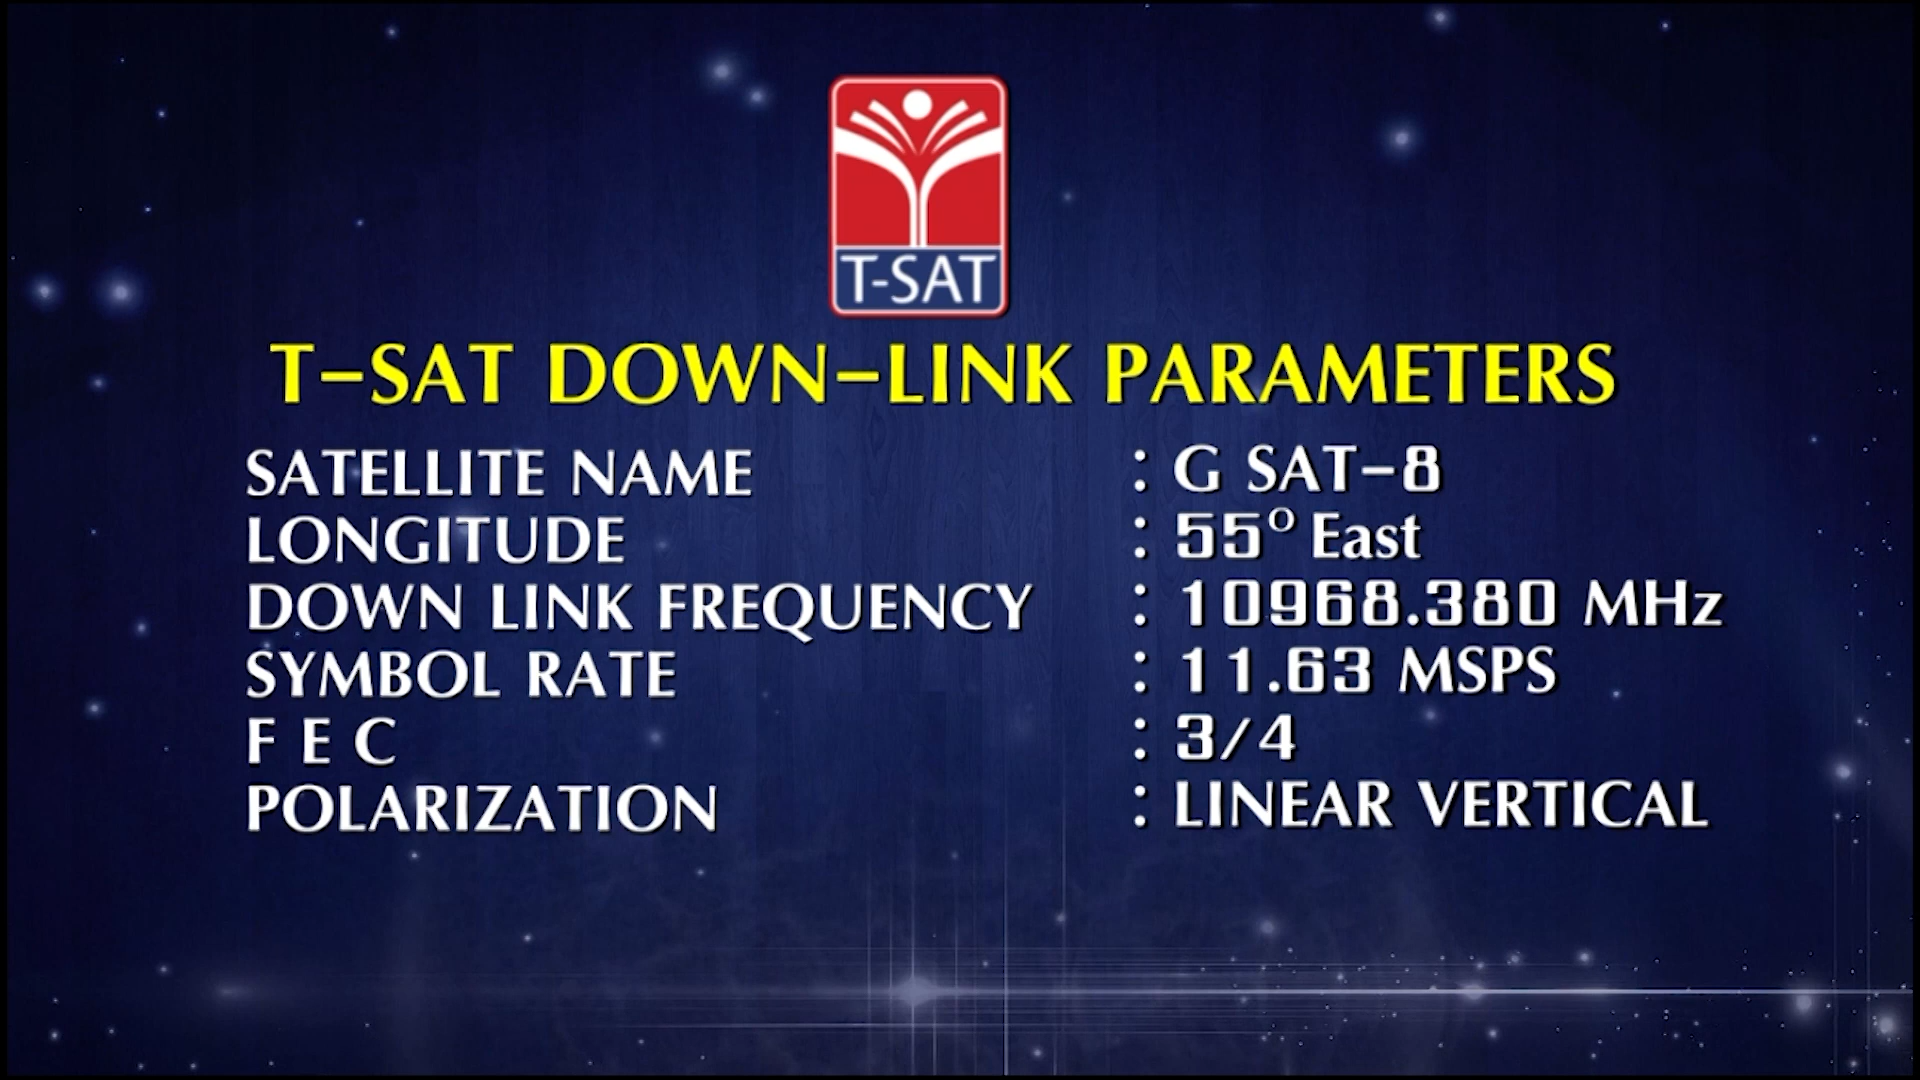 T-SAT
T-SAT DOWN-LINK PARAMETERS
SATELLITE NAME : G SAT-8
LONGITUDE : 55° East
DOWN LINK FREQUENCY : 10968.380 MHz
SYMBOL RATE : 11.63 MSPS
F E C : 3/4
POLARIZATION : LINEAR VERTICAL